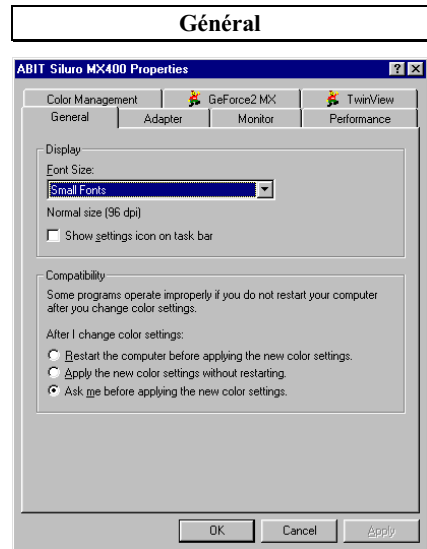 Général
ABIT Siluro MX400 Properties
Color Management GeForce2 MX TwinView
General Adapter Monitor Performance
Display
Font Size:
Small Fonts
Normal size (96 dpi)
Show settings icon on task bar
Compatibility
Some programs operate improperly if you do not restart your computer
after you change color settings.
After I change color settings:
Restart the computer before applying the new color settings.
Apply the new color settings without restarting.
Ask me before applying the new color settings.
OK Cancel Apply